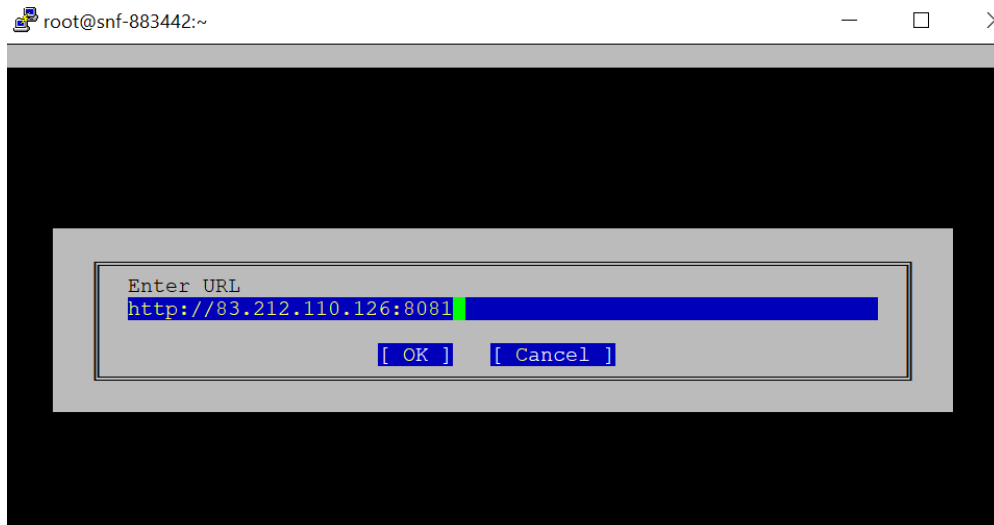 root@snf-883442:~
Enter URL
http://83.212.110.126:8081
[ OK ] [ Cancel ]